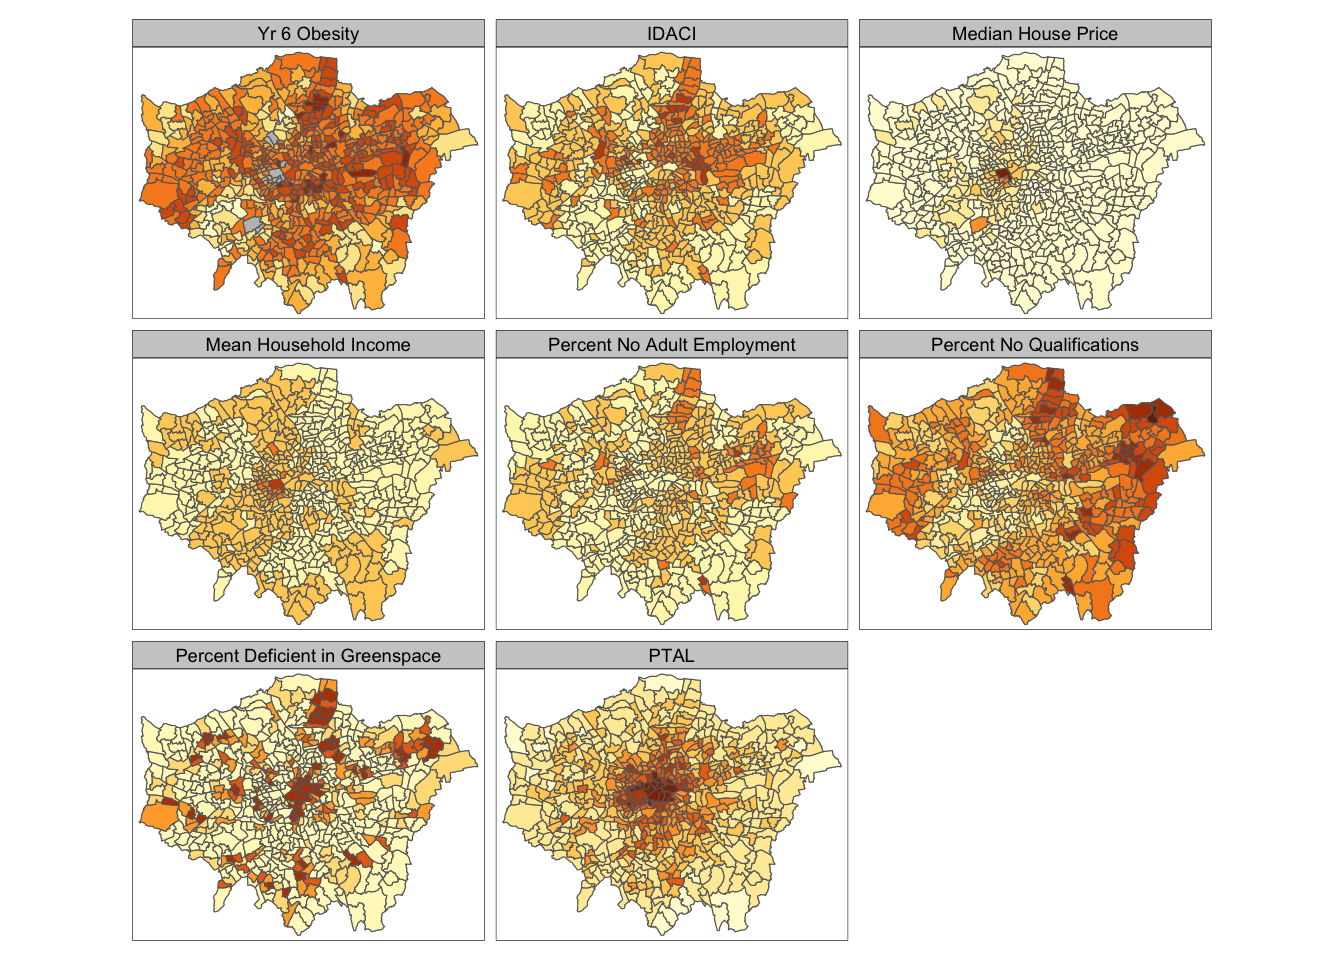 Yr 6 Obesity
IDACI
Median House Price
Mean Household Income
Percent No Adult Employment
Percent No Qualifications
Percent Deficient in Greenspace
PTAL